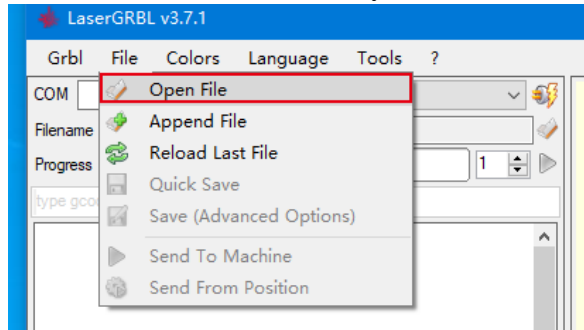 LaserGRBL v3.7.1
Grbl File Colors Language Tools ?
COM
Open File
Filename
Append File
Progress
Reload Last File
1
Quick Save
type gcod
Save (Advanced Options)
Send To Machine
Send From Position